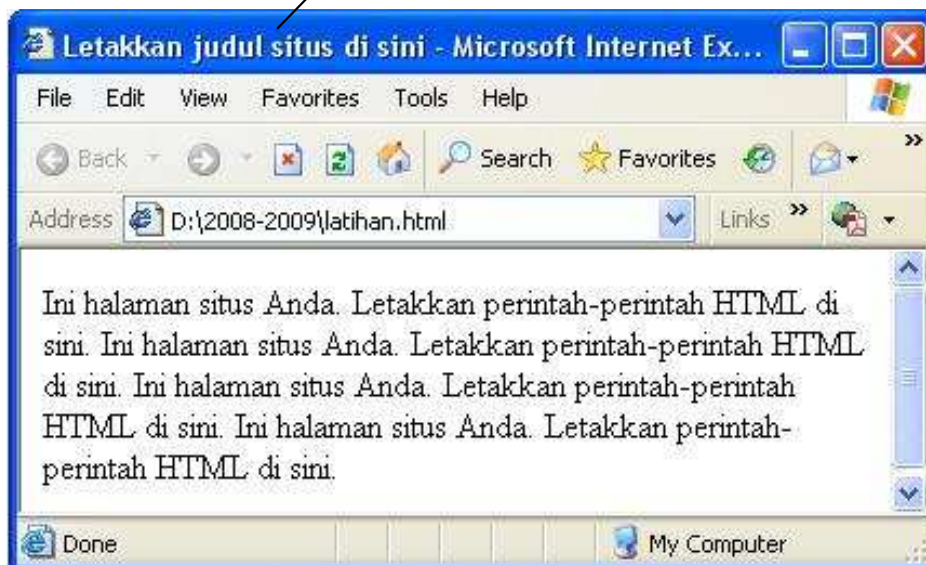 Letakkan judul situs di sini - Microsoft Internet Ex...
File Edit View Favorites Tools Help
Back Search Favorites »
Address D:\2008-2009\latihan.html Links »
Ini halaman situs Anda. Letakkan perintah-perintah HTML di
sini. Ini halaman situs Anda. Letakkan perintah-perintah HTML
di sini. Ini halaman situs Anda. Letakkan perintah-perintah
HTML di sini. Ini halaman situs Anda. Letakkan perintah-
perintah HTML di sini.
Done My Computer